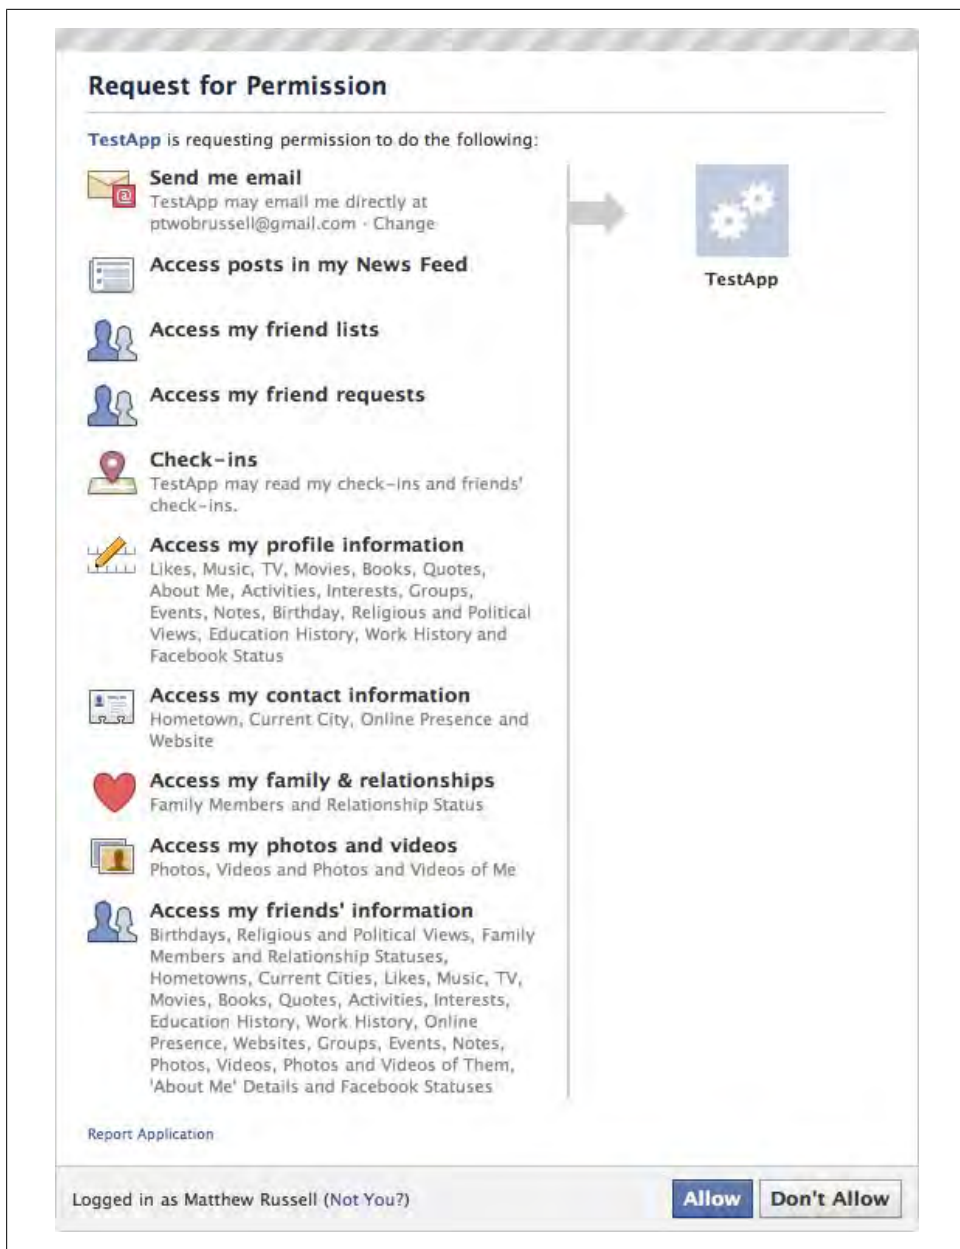 Request for Permission
TestApp is requesting permission to do the following:
Send me email
TestApp may email me directly at
ptwobrussell@gmail.com · Change
Access posts in my News Feed
Access my friend lists
Access my friend requests
Check-ins
TestApp may read my check-ins and friends'
check-ins.
Access my profile information
Likes, Music, TV, Movies, Books, Quotes,
About Me, Activities, Interests, Groups,
Events, Notes, Birthday, Religious and Political
Views, Education History, Work History and
Facebook Status
Access my contact information
Hometown, Current City, Online Presence and
Website
Access my family & relationships
Family Members and Relationship Status
Access my photos and videos
Photos, Videos and Photos and Videos of Me
Access my friends' information
Birthdays, Religious and Political Views, Family
Members and Relationship Statuses,
Hometowns, Current Cities, Likes, Music, TV,
Movies, Books, Quotes, Activities, Interests,
Education History, Work History, Online
Presence, Websites, Groups, Events, Notes,
Photos, Videos, Photos and Videos of Them,
'About Me' Details and Facebook Statuses
TestApp
Report Application
Logged in as Matthew Russell (Not You?)
Allow
Don't Allow